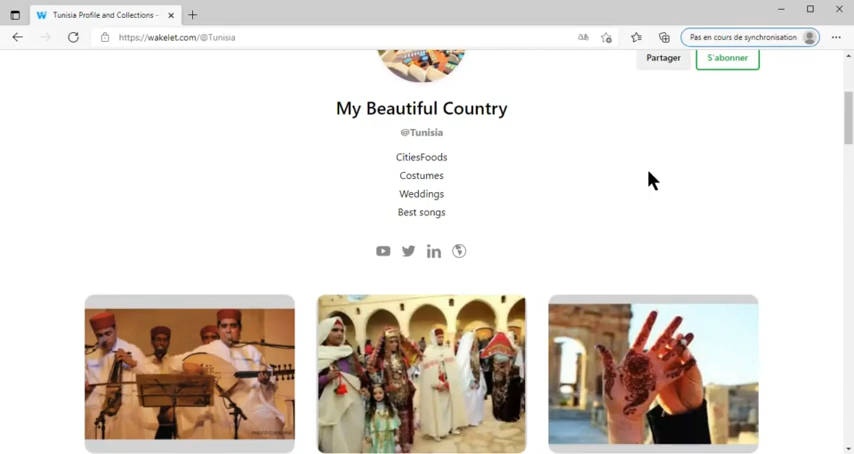 Tunisia Profile and Collections -
https://wakelet.com/@Tunisia
Pas en cours de synchronisation
Partager
S'abonner
My Beautiful Country
@Tunisia
CitiesFoods
Costumes
Weddings
Best songs